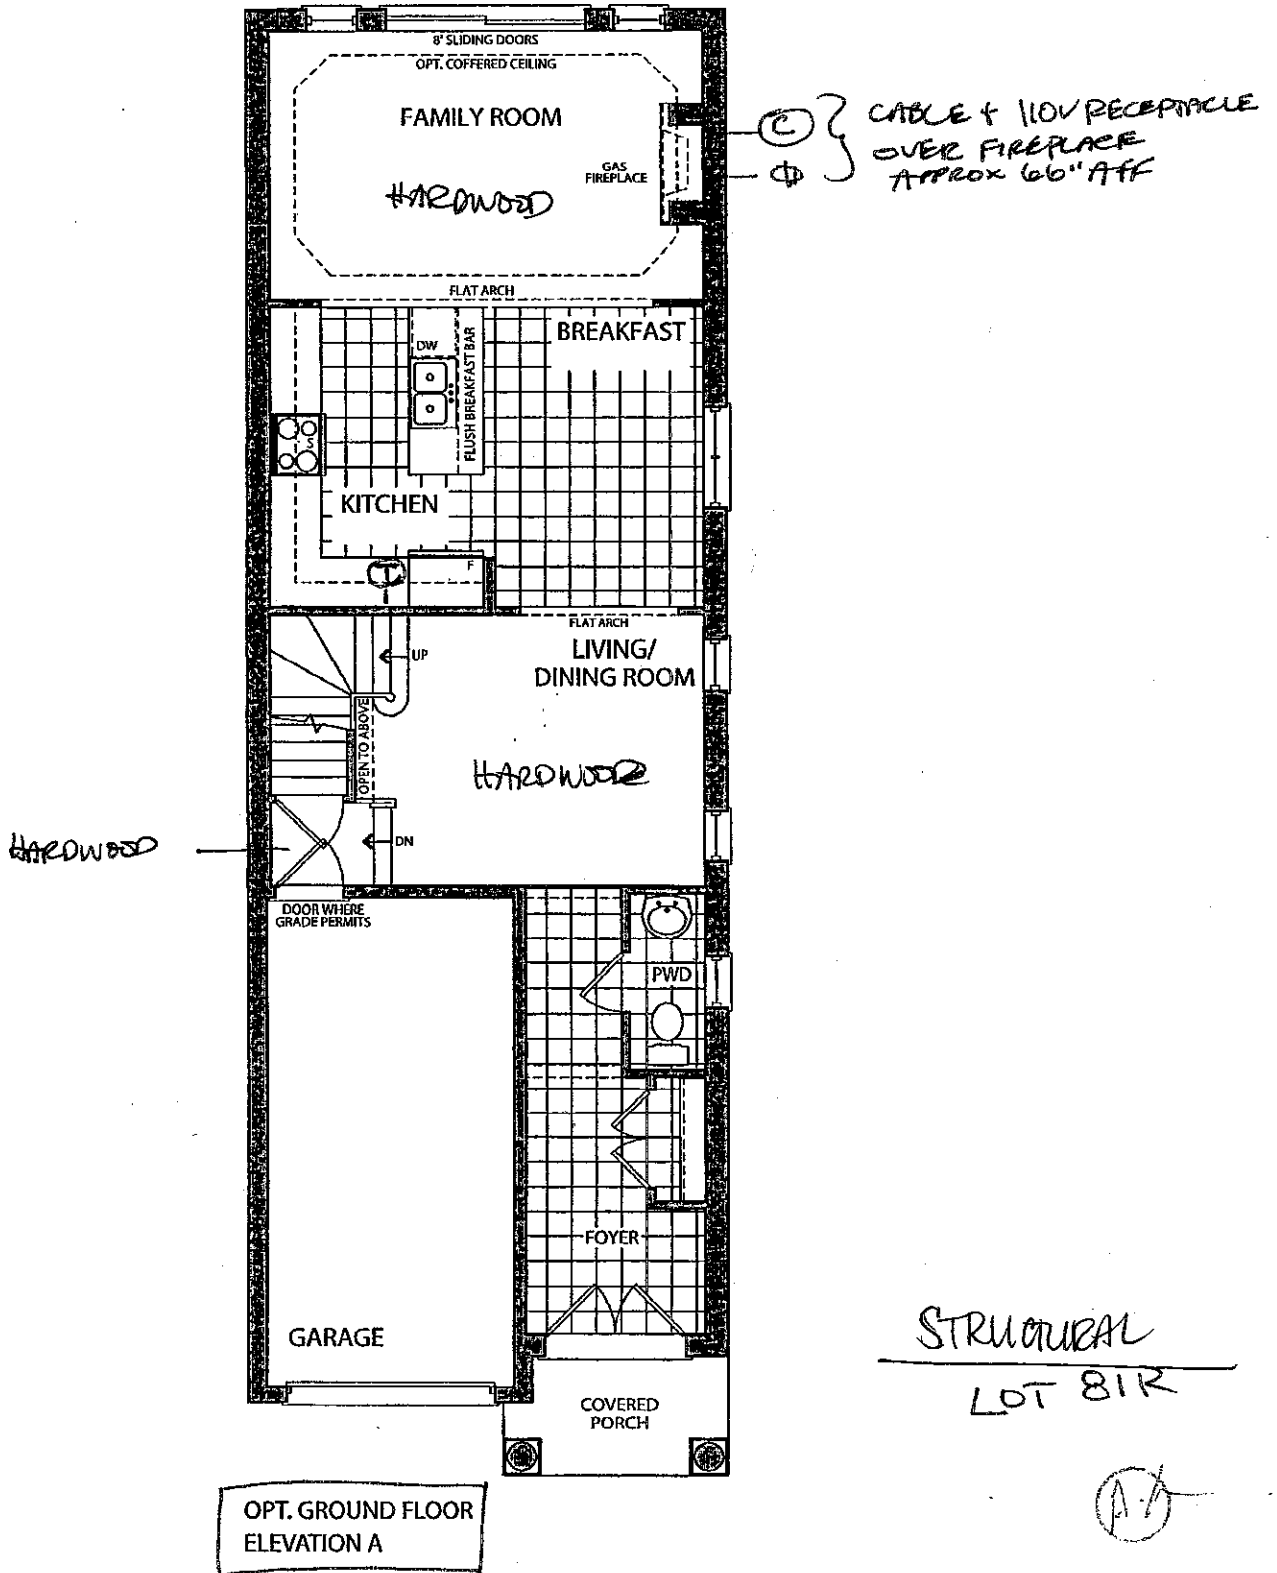 8' SLIDING DOORS
OPT. COFFERED CEILING
FAMILY ROOM
GAS
FIREPLACE
HARDWOOD
C
CABLE + 110V RECEPTACLE
OVER FIREPLACE
APPROX 66" AFF
FLAT ARCH
BREAKFAST
DW
FLUSH BREAKFAST BAR
S
KITCHEN
T
F
FLAT ARCH
LIVING/
DINING ROOM
UP
OPEN TO ABOVE
HARDWOOD
HARDWOOD
DN
DOOR WHERE
GRADE PERMITS
PWD
FOYER
GARAGE
COVERED
PORCH
STRUCTURAL
LOT 81R
OPT. GROUND FLOOR
ELEVATION A